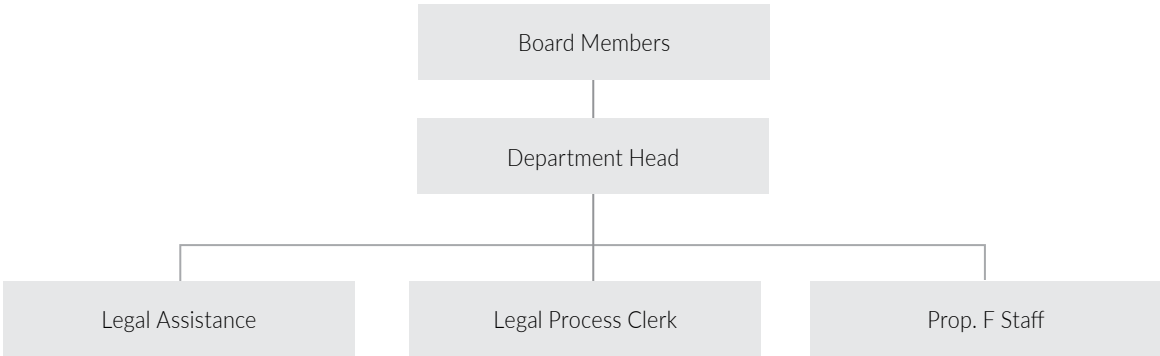 Board Members
Department Head
Legal Assistance
Legal Process Clerk
Prop. F Staff